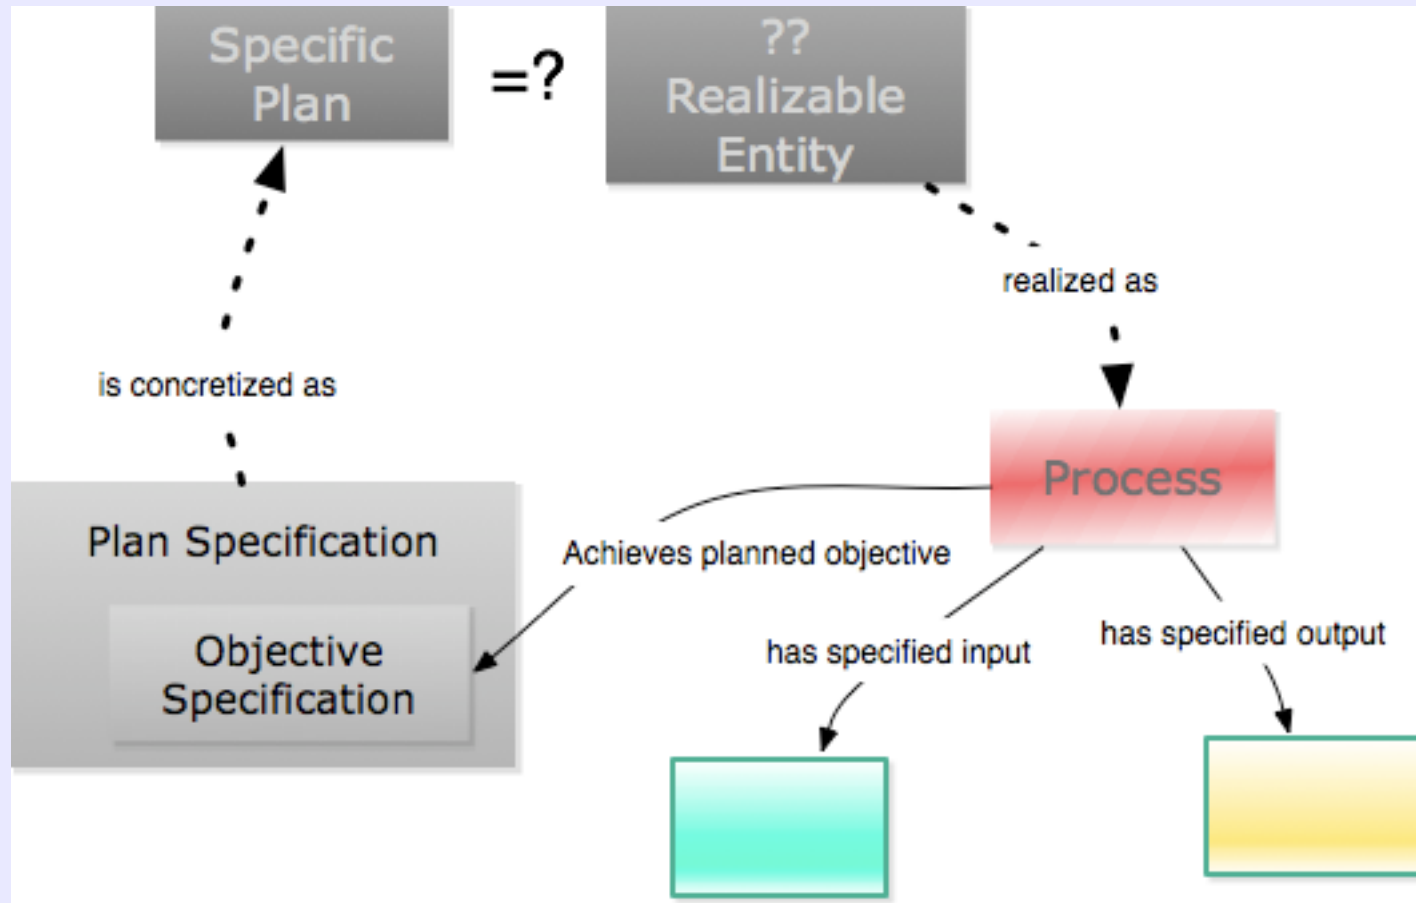 Specific
Plan
=?
??
Realizable
Entity
realized as
is concretized as
Process
Plan Specification
Achieves planned objective
Objective
Specification
has specified input
has specified output